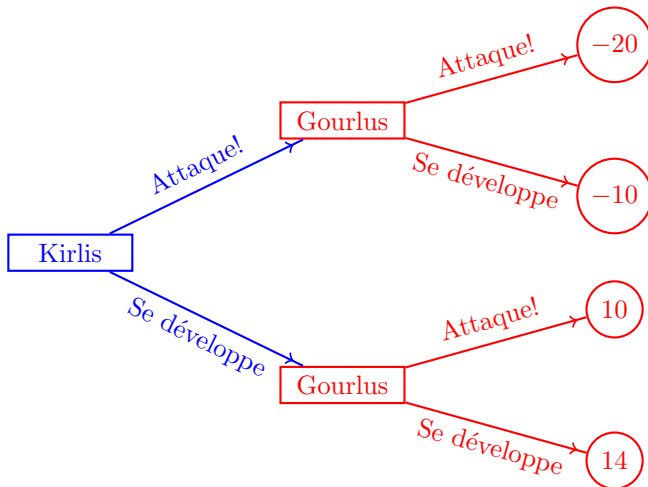 Attaque!
−20
Gourlus
Attaque!
Se développe
−10
Kirlis
Se développe
Attaque!
10
Gourlus
Se développe
14